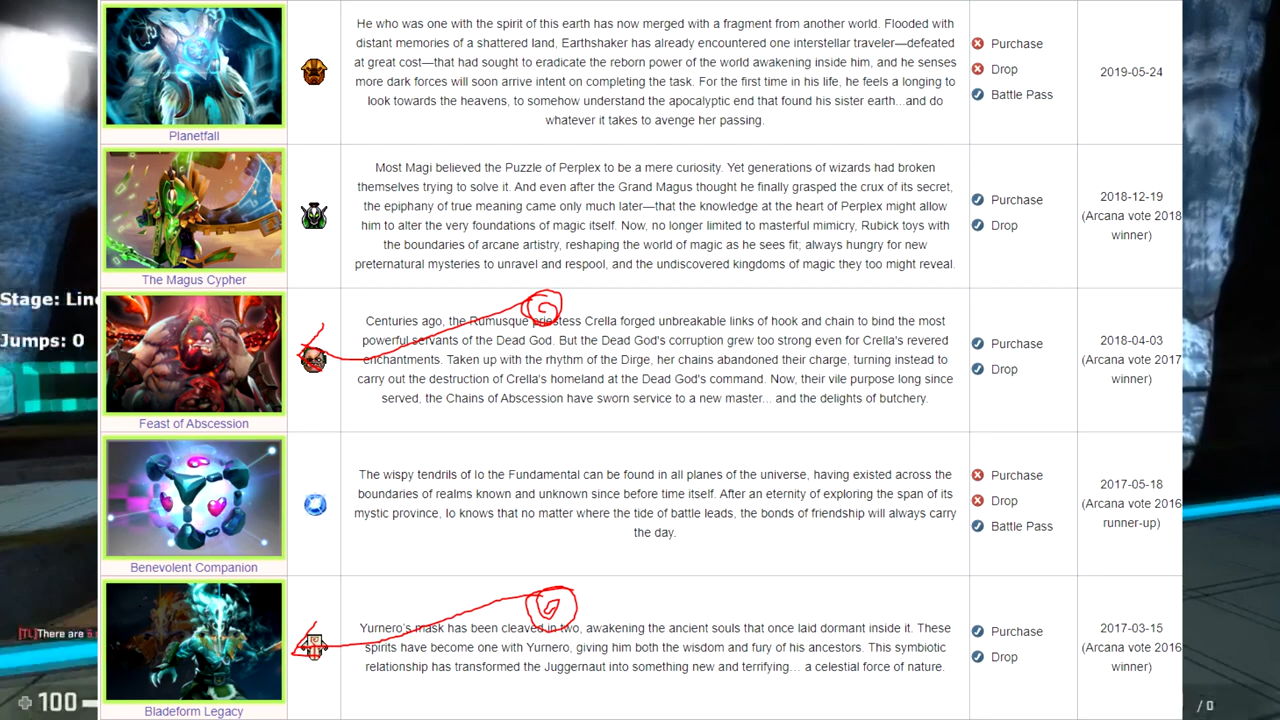 He who was one with the spirit of this earth has now merged with a fragment from another world. Flooded with
distant memories of a shattered land, Earthshaker has already encountered one interstellar traveler—defeated
at great cost—that had sought to eradicate the reborn power of the world awakening inside him, and he senses
more dark forces will soon arrive intent on completing the task. For the first time in his life, he feels a longing to
look towards the heavens, to somehow understand the apocalyptic end that found his sister earth...and do
whatever it takes to avenge her passing.
Purchase
Drop
Battle Pass
2019-05-24
Planetfall
Most Magi believed the Puzzle of Perplex to be a mere curiosity. Yet generations of wizards had broken
themselves trying to solve it. And even after the Grand Magus thought he finally grasped the crux of its secret,
the epiphany of true meaning came only much later—that the knowledge at the heart of Perplex might allow
him to alter the very foundations of magic itself. Now, no longer limited to masterful mimicry, Rubick toys with
the boundaries of arcane artistry, reshaping the world of magic as he sees fit; always hungry for new
preternatural mysteries to unravel and respool, and the undiscovered kingdoms of magic they too might reveal.
Purchase
Drop
2018-12-19
(Arcana vote 2018
winner)
The Magus Cypher
Stage: Line
Jumps: 0
Centuries ago, the Rumusque priestess Crella forged unbreakable links of hook and chain to bind the most
powerful servants of the Dead God. But the Dead God's corruption grew too strong even for Crella's revered
enchantments. Taken up with the rhythm of the Dirge, her chains abandoned their charge, turning instead to
carry out the destruction of Crella's homeland at the Dead God's command. Now, their vile purpose long since
served, the Chains of Abscession have sworn service to a new master... and the delights of butchery.
Purchase
Drop
2018-04-03
(Arcana vote 2017
winner)
Feast of Abscession
The wispy tendrils of Io the Fundamental can be found in all planes of the universe, having existed across the
boundaries of realms known and unknown since before time itself. After an eternity of exploring the span of its
mystic province, Io knows that no matter where the tide of battle leads, the bonds of friendship will always carry
the day.
Purchase
Drop
Battle Pass
2017-05-18
(Arcana vote 2016
runner-up)
Benevolent Companion
Yurnero's mask has been cleaved in two, awakening the ancient souls that once laid dormant inside it. These
spirits have become one with Yurnero, giving him both the wisdom and fury of his ancestors. This symbiotic
relationship has transformed the Juggernaut into something new and terrifying... a celestial force of nature.
Purchase
Drop
2017-03-15
(Arcana vote 2016
winner)
Bladeform Legacy
[TL]There are
100
/ 0